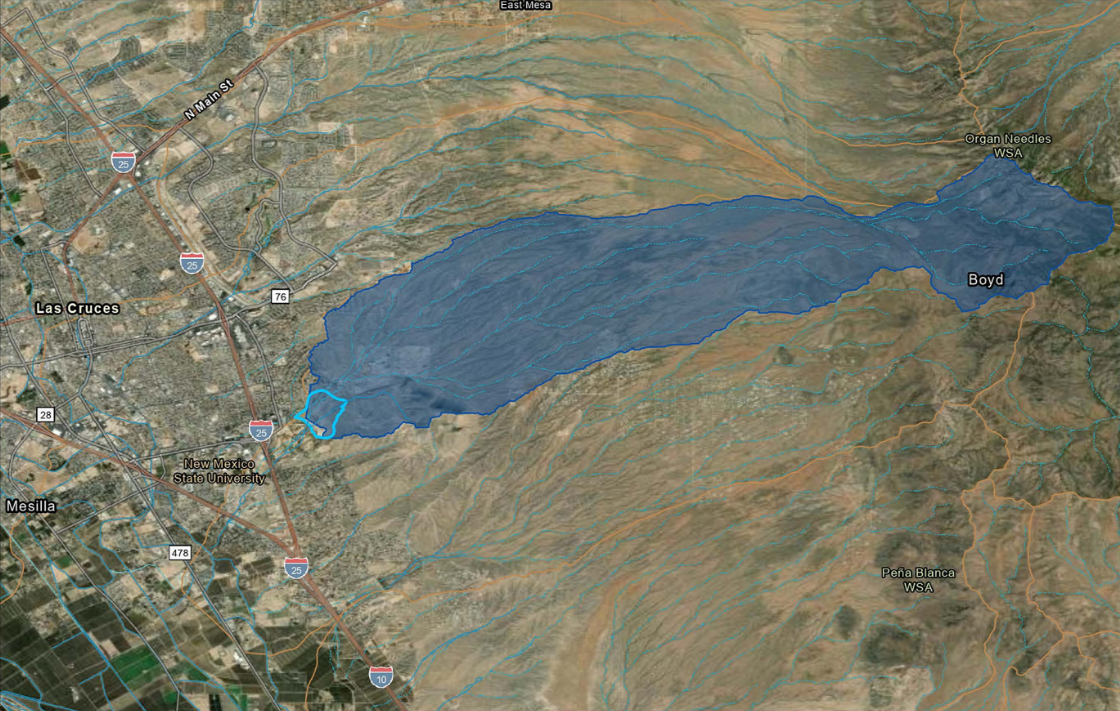 East Mesa
N Main St
Organ Needles
WSA
25
25
Boyd
76
Las Cruces
28
25
New Mexico
State University
Mesilla
478
25
Peña Blanca
WSA
10